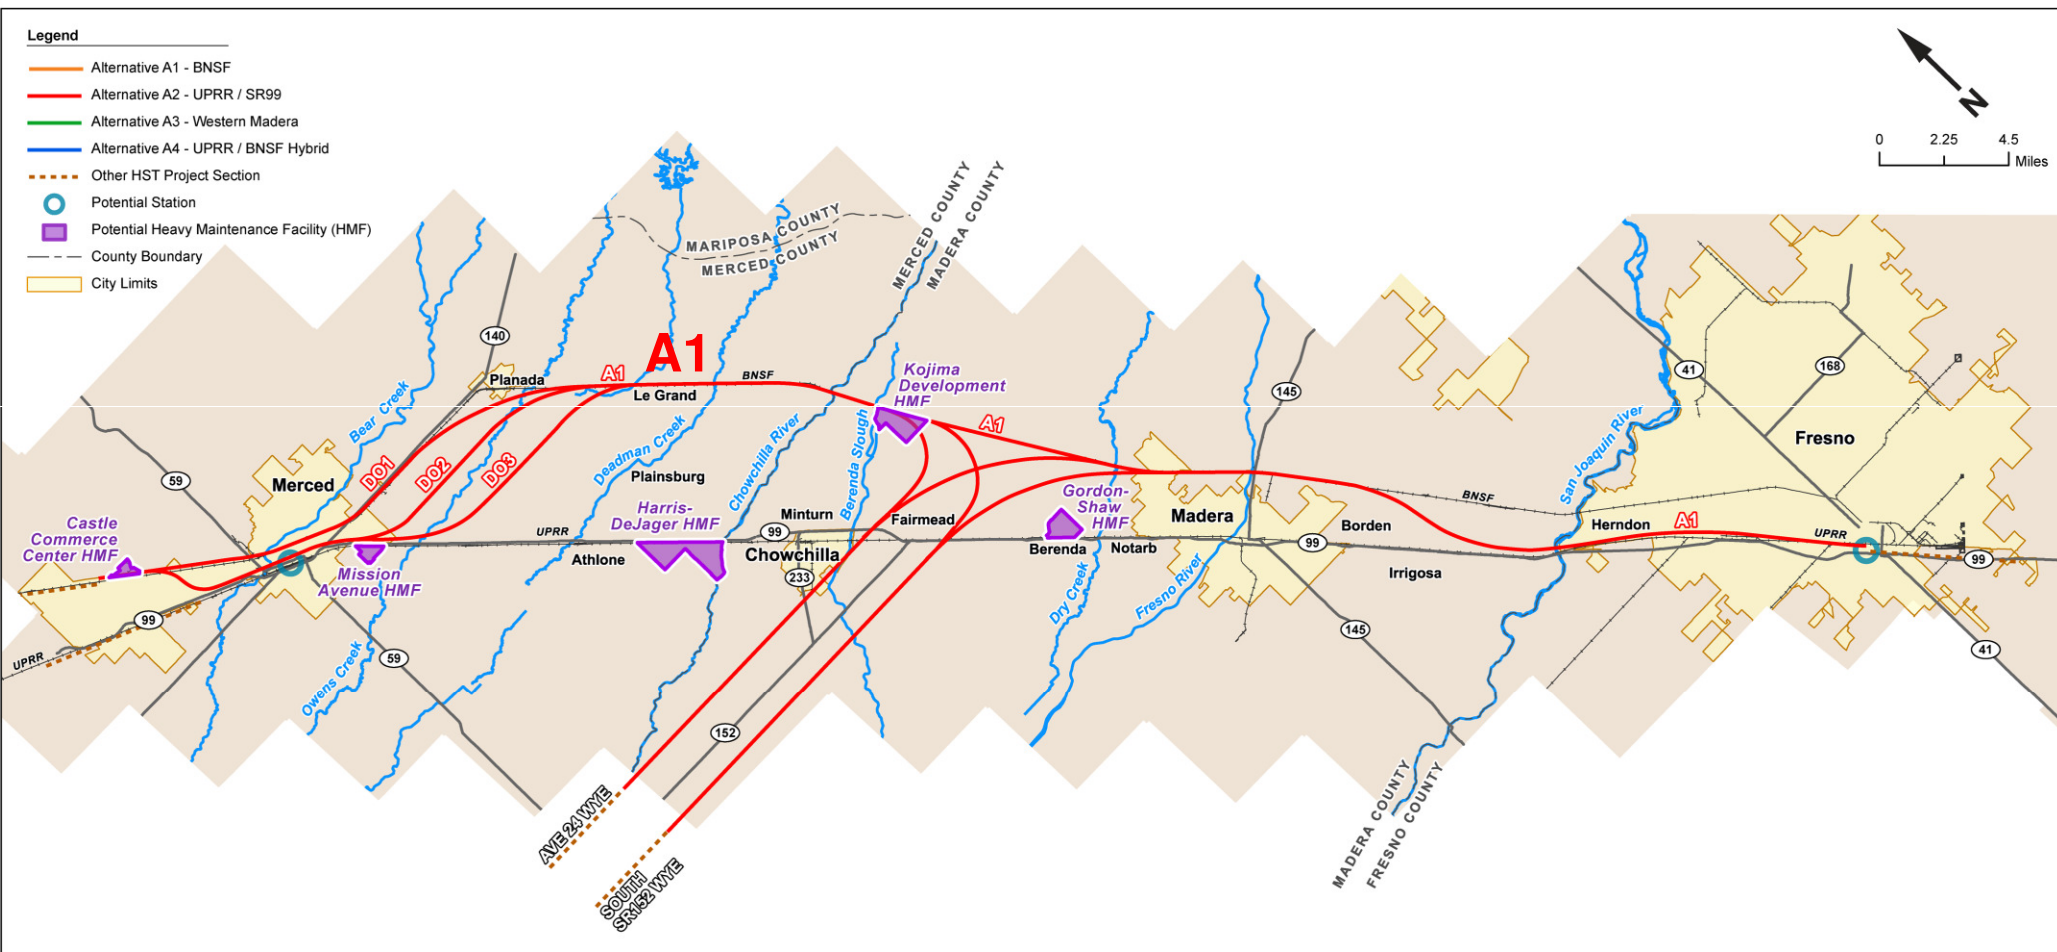 Legend
Alternative A1 - BNSF
Alternative A2 - UPRR / SR99
Alternative A3 - Western Madera
Alternative A4 - UPRR / BNSF Hybrid
Other HST Project Section
Potential Station
Potential Heavy Maintenance Facility (HMF)
County Boundary
City Limits
N
0 2.25 4.5
Miles
MARIPOSA COUNTY
MERCED COUNTY
MERCED COUNTY
MADERA COUNTY
140
A1
Planada
A1
BNSF
Le Grand
Kojima
Development
HMF
A1
Bear Creek
59
Merced
DO1
DO2
DO3
Deadman Creek
Plainsburg
Chowchilla River
Berenda Slough
Castle
Commerce
Center HMF
Mission
Avenue HMF
UPRR
Athlone
Harris-
DeJager HMF
Minturn
99
Chowchilla
233
Fairmead
Gordon-
Shaw
HMF
Berenda
Notarb
Dry Creek
Fresno River
Madera
145
99
Borden
Irrigosa
BNSF
San Joaquin River
Herndon
A1
UPRR
41
168
Fresno
99
41
145
99
UPRR
59
Owens Creek
152
AVE 24 WYE
SOUTH
SR152 WYE
MADERA COUNTY
FRESNO COUNTY